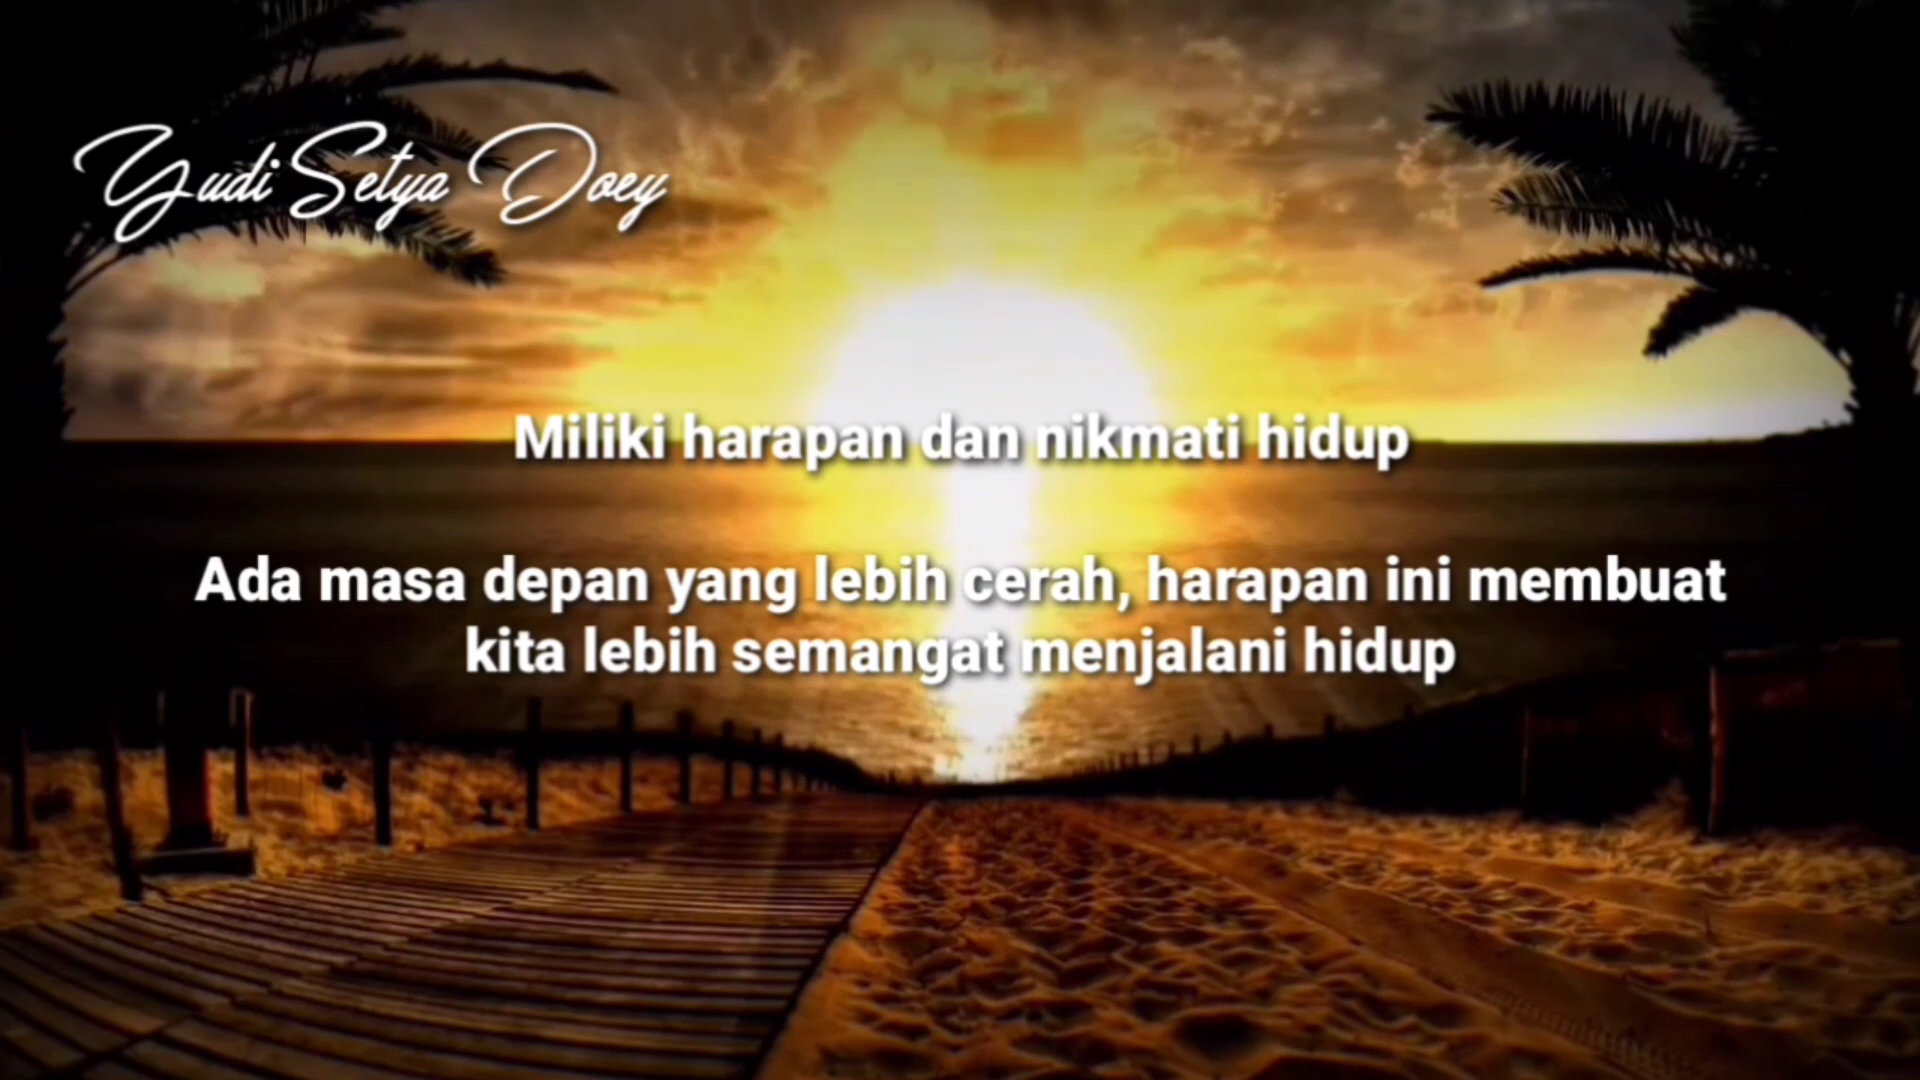 Yudi Setya Doey
Miliki harapan dan nikmati hidup
Ada masa depan yang lebih cerah, harapan ini membuat
kita lebih semangat menjalani hidup